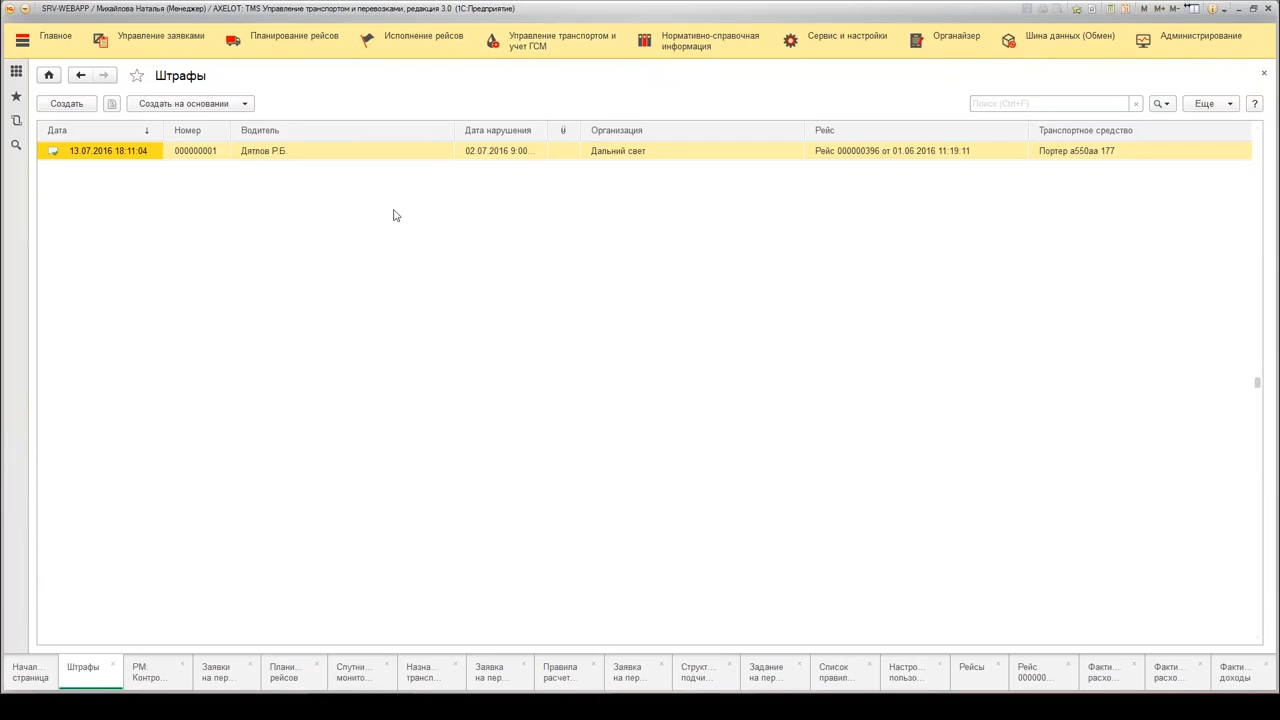 SRV-WEBAPP / Михайлова Наталья (Менеджер) / AXELOT: TMS Управление транспортом и перевозками, редакция 3.0 (1С:Предприятие)
M M+ M-
Главное
Управление заявками
Планирование рейсов
Исполнение рейсов
Управление транспортом и
учет ГСМ
Нормативно-справочная
информация
Сервис и настройки
Органайзер
Шина данных (Обмен)
Администрирование
Штрафы
Создать
Создать на основании
Поиск (Ctrl+F)
Еще
?
Дата ↓ Номер Водитель Дата нарушения Организация Рейс Транспортное средство
13.07.2016 18:11:04 000000001 Дятлов Р.Б. 02.07.2016 9:00... Дальний свет Рейс 000000396 от 01.06.2016 11:19:11 Портер а550аа 177
Начал...
страница
Штрафы
РМ:
Контро...
Заявки
на пер...
Плани...
рейсов
Спутни...
монито...
Назна...
трансп...
Заявка
на пер...
Правила
расчет...
Заявка
на пер...
Структ...
подчи...
Задание
на пер...
Список
правил...
Настро...
пользо...
Рейсы
Рейс
000000...
Факти...
расхо...
Факти...
расхо...
Факти...
доходы